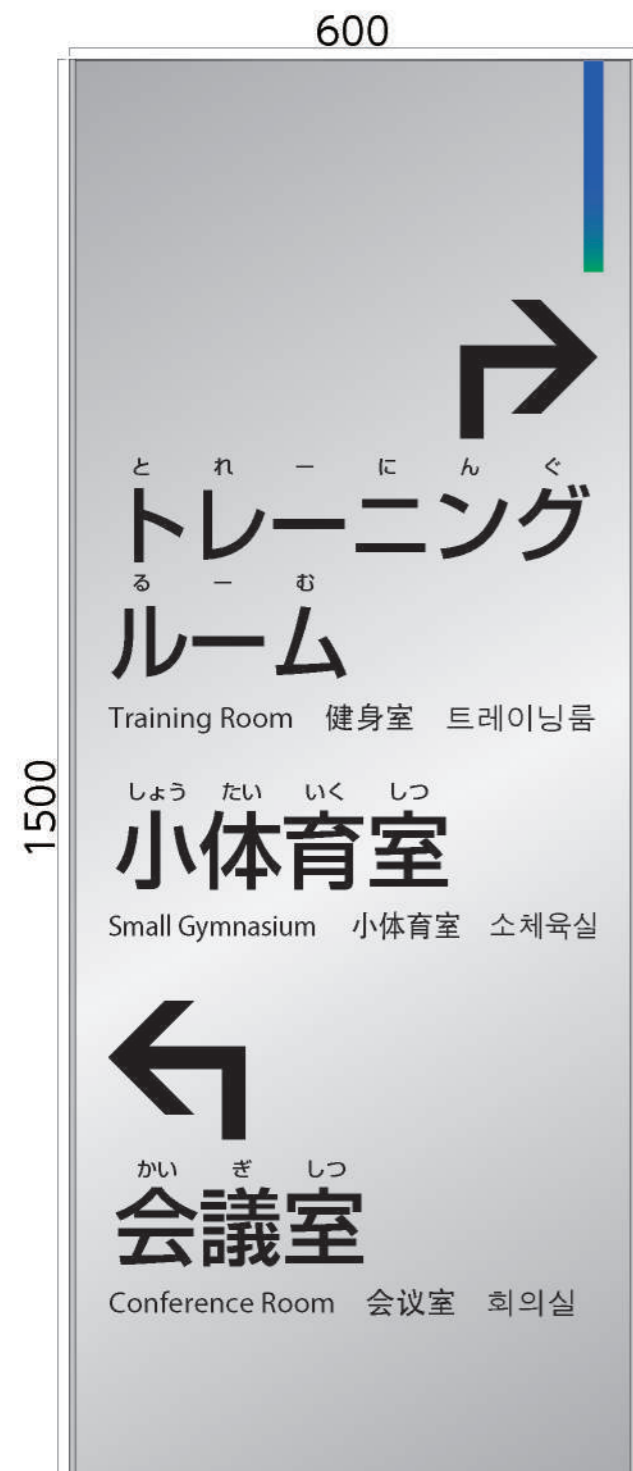 600
1500
とれーにんぐ
トレーニング
るーむ
ルーム
Training Room 健身室 트레이닝룸
しょう たい いく しつ
小体育室
Small Gymnasium 小体育室 소체육실
かい ぎ しつ
会議室
Conference Room 会议室 회의실